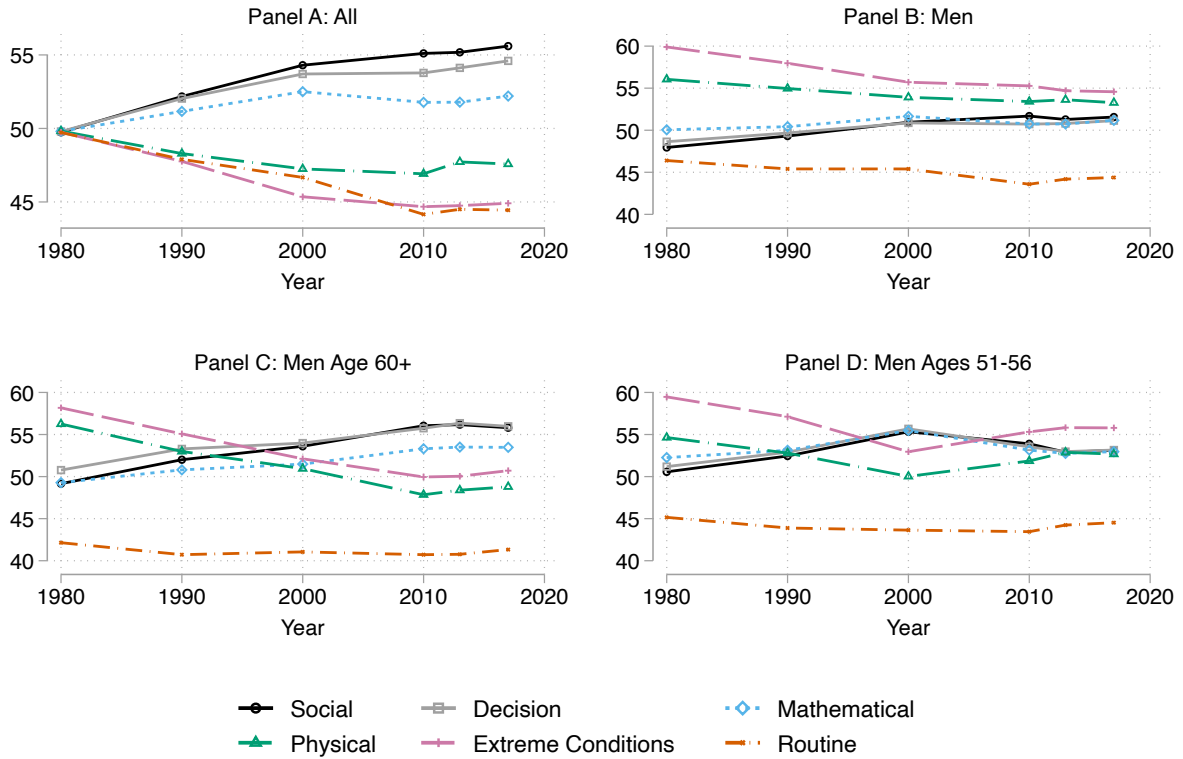 Panel A: All
55
50
45
1980 1990 2000 2010 2020
Year
Panel B: Men
60
55
50
45
40
1980 1990 2000 2010 2020
Year
Panel C: Men Age 60+
60
55
50
45
40
1980 1990 2000 2010 2020
Year
Panel D: Men Ages 51-56
60
55
50
45
40
1980 1990 2000 2010 2020
Year
Social Decision Mathematical
Physical Extreme Conditions Routine